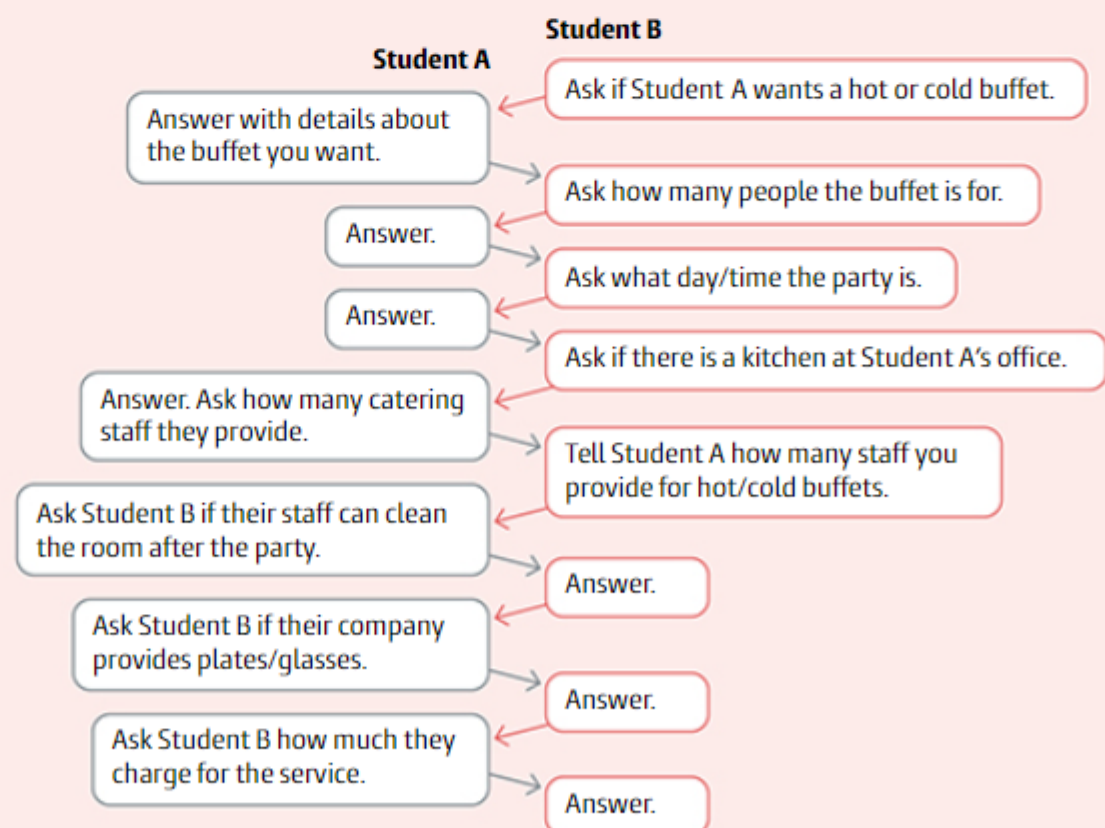 Student B
Student A
Ask if Student A wants a hot or cold buffet.
Answer with details about
the buffet you want.
Ask how many people the buffet is for.
Answer.
Ask what day/time the party is.
Answer.
Ask if there is a kitchen at Student A's office.
Answer. Ask how many catering
staff they provide.
Tell Student A how many staff you
provide for hot/cold buffets.
Ask Student B if their staff can clean
the room after the party.
Answer.
Ask Student B if their company
provides plates/glasses.
Answer.
Ask Student B how much they
charge for the service.
Answer.